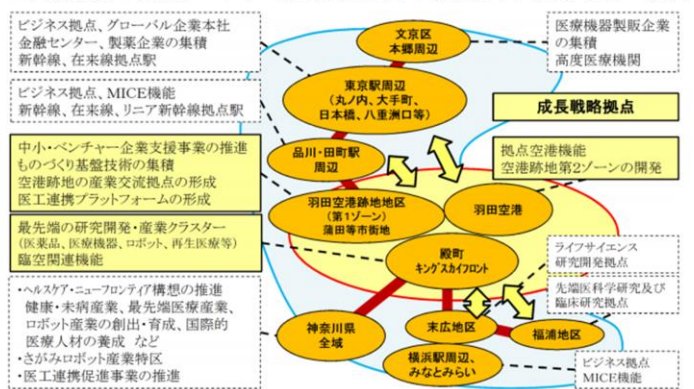 ビジネス拠点、グローバル企業本社
金融センター、製薬企業の集積
新幹線、在来線拠点駅
文京区
本郷周辺
医療機器製販企業
の集積
高度医療機関
東京駅周辺
(丸ノ内、大手町、
日本橋、八重洲口等)
ビジネス拠点、MICE機能
新幹線、在来線、リニア新幹線拠点駅
成長戦略拠点
品川・田町駅
周辺
中小・ベンチャー企業支援事業の推進
ものづくり基盤技術の集積
空港跡地の産業交流拠点の形成
医工連携プラットフォームの形成
拠点空港機能
空港跡地第2ゾーンの開発
羽田空港跡地地区
(第1ゾーン)
蒲田等市街地
羽田空港
最先端の研究開発・産業クラスター
(医薬品、医療機器、ロボット、再生医療等)
臨空関連機能
殿町
キングスカイフロント
ライフサイエンス
研究開発拠点
先端医科学研究及び
臨床研究拠点
・ヘルスケア・ニューフロンティア構想の推進
健康・未病産業、最先端医療産業、
ロボット産業の創出・育成、国際的
医療人材の養成 など
・さがみロボット産業特区
・医工連携促進事業の推進
神奈川県
全域
末広地区
福浦地区
横浜駅周辺、
みなとみらい
ビジネス拠点
MICE機能